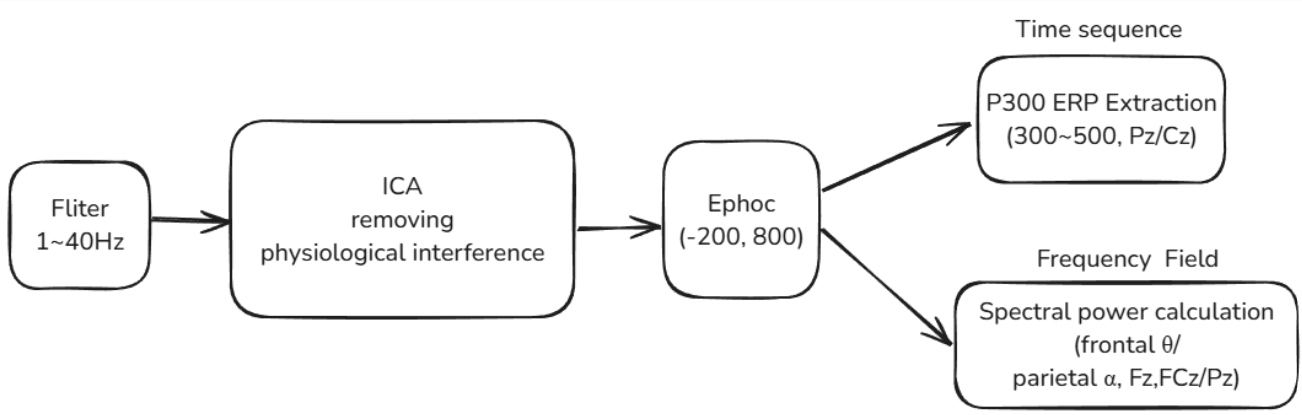 Fliter
1~40Hz
ICA
removing
physiological interference
Ephoc
(-200, 800)
Time sequence
P300 ERP Extraction
(300~500, Pz/Cz)
Frequency Field
Spectral power calculation
(frontal θ/
parietal α, Fz,FCz/Pz)